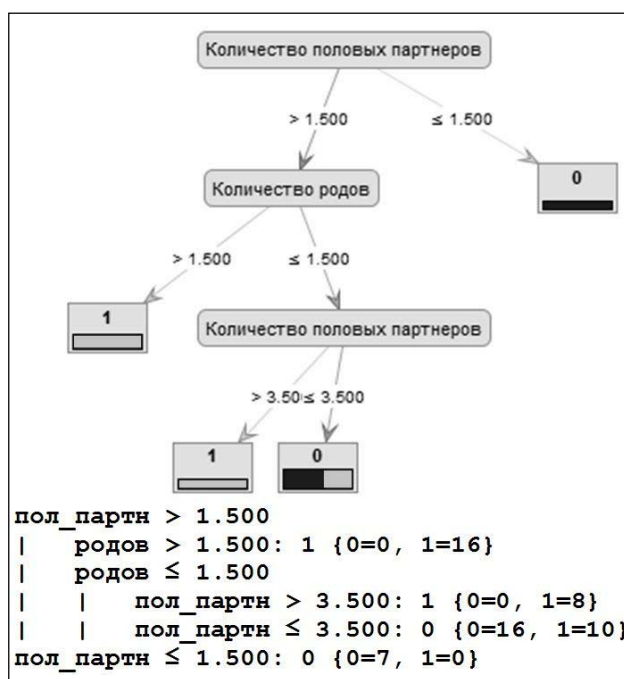 Количество половых партнеров
> 1.500
≤ 1.500
Количество родов
0
> 1.500
≤ 1.500
1
Количество половых партнеров
> 3.50
≤ 3.500
1
0
пол_партн > 1.500
|   родов > 1.500: 1 {0=0, 1=16}
|   родов ≤ 1.500
|   |   пол_партн > 3.500: 1 {0=0, 1=8}
|   |   пол_партн ≤ 3.500: 0 {0=16, 1=10}
пол_партн ≤ 1.500: 0 {0=7, 1=0}